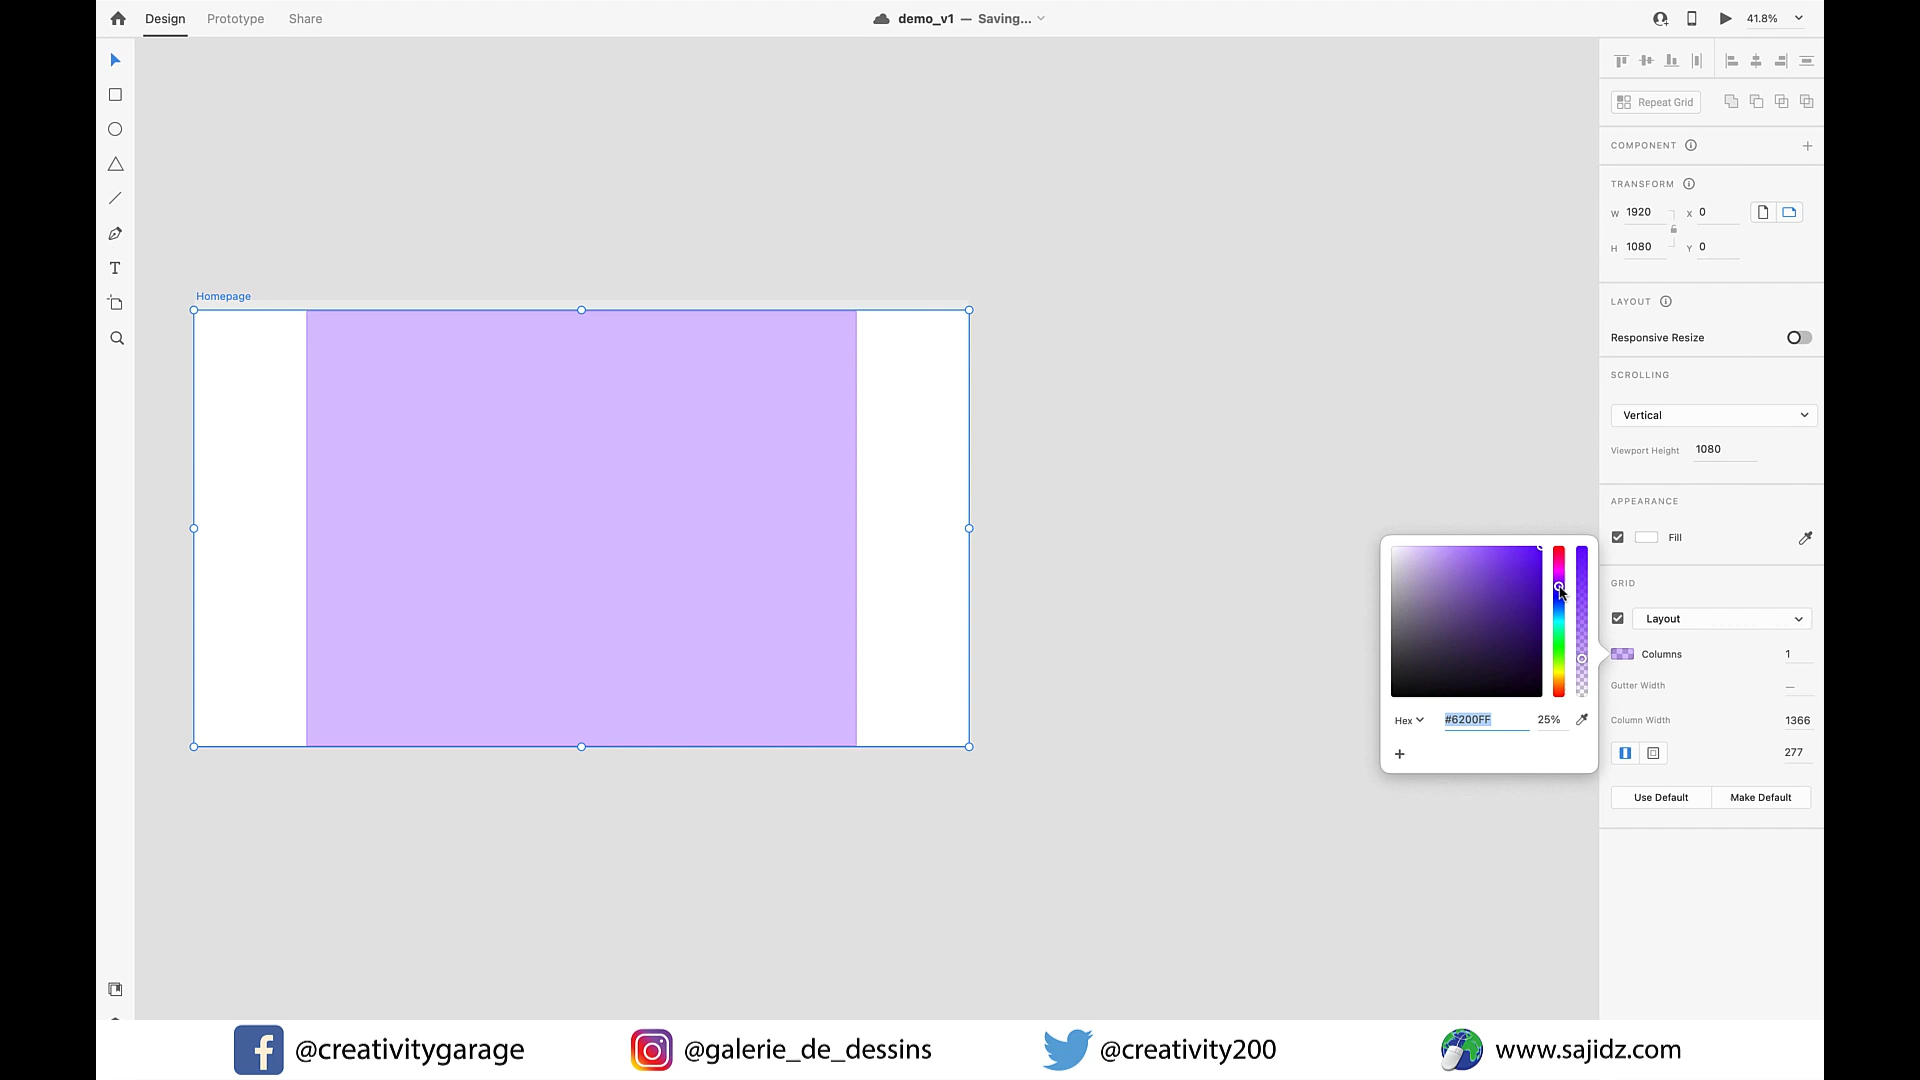 Design Prototype Share demo_v1 — Saving... 41.8%
Repeat Grid
COMPONENT
TRANSFORM
W 1920 X 0
H 1080 Y 0
Homepage
LAYOUT
Responsive Resize
SCROLLING
Vertical
Viewport Height 1080
APPEARANCE
Fill
GRID
Layout
Columns 1
Gutter Width —
Column Width 1366
Hex #6200FF 25%
277
Use Default Make Default
@creativitygarage @galerie_de_dessins @creativity200 www.sajidz.com